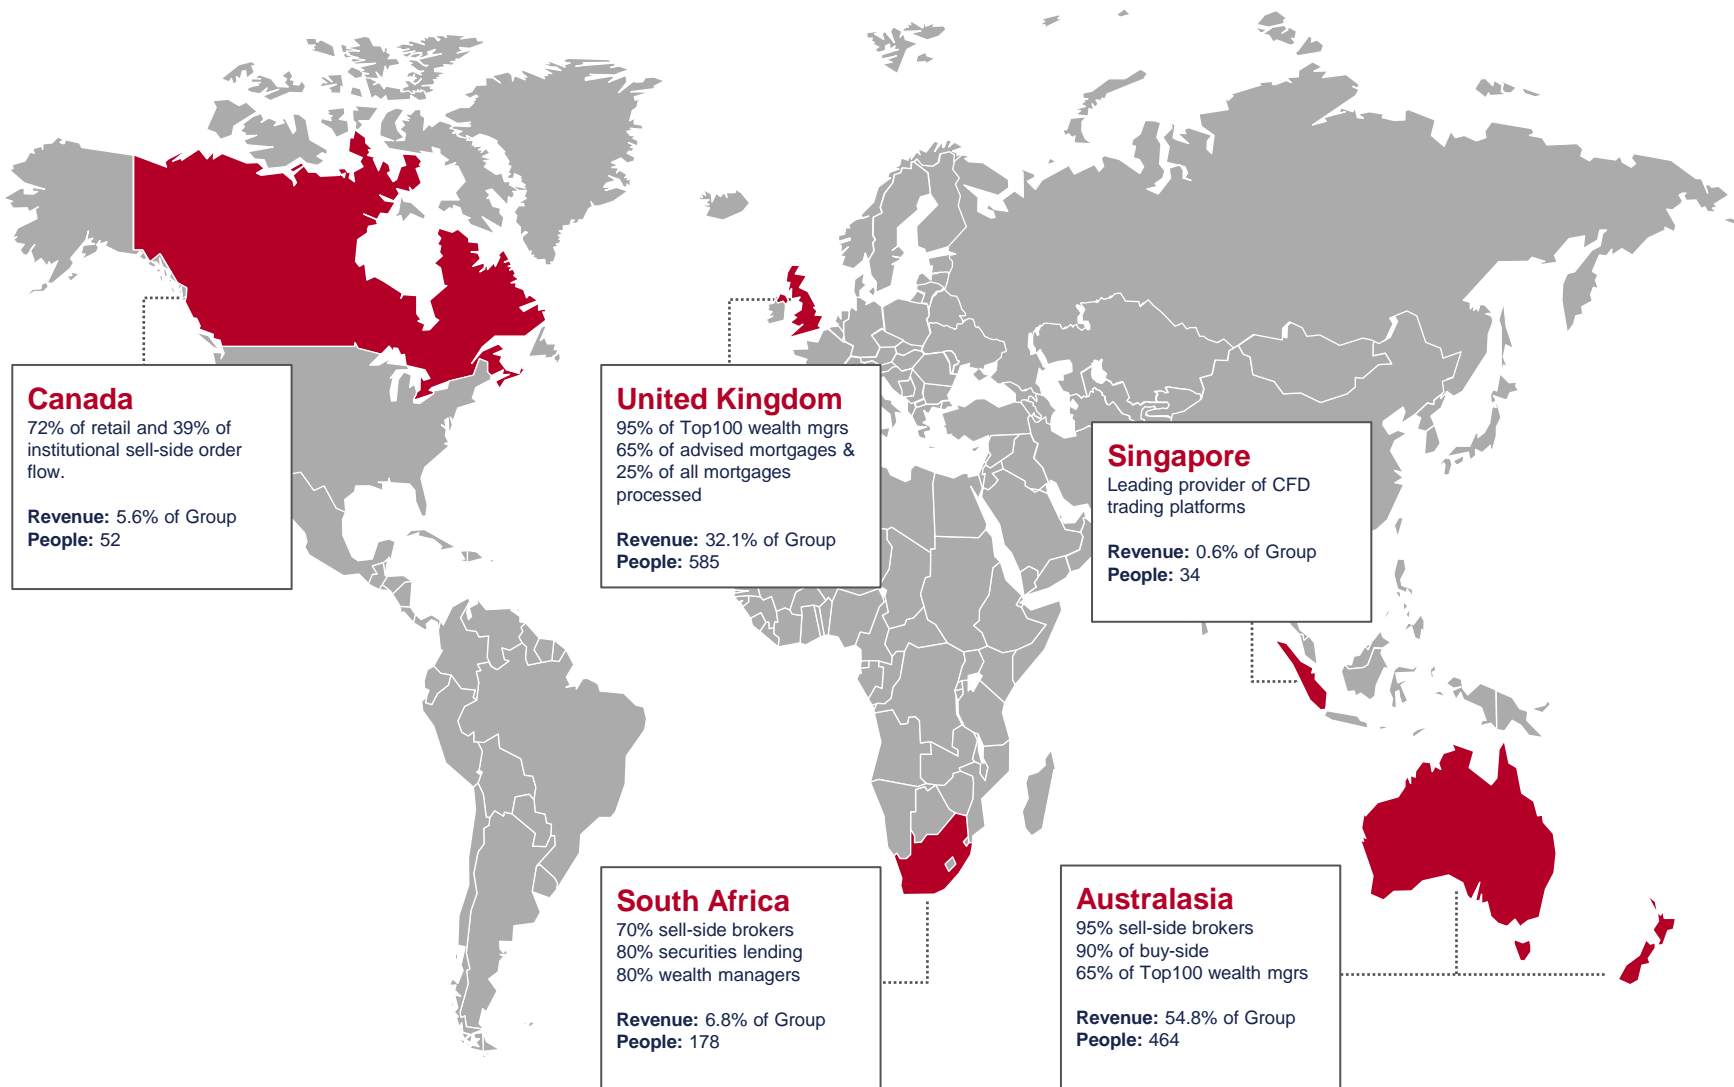 Canada
72% of retail and 39% of
institutional sell-side order
flow.
Revenue: 5.6% of Group
People: 52
United Kingdom
95% of Top100 wealth mgrs
65% of advised mortgages &
25% of all mortgages
processed
Revenue: 32.1% of Group
People: 585
Singapore
Leading provider of CFD
trading platforms
Revenue: 0.6% of Group
People: 34
South Africa
70% sell-side brokers
80% securities lending
80% wealth managers
Revenue: 6.8% of Group
People: 178
Australasia
95% sell-side brokers
90% of buy-side
65% of Top100 wealth mgrs
Revenue: 54.8% of Group
People: 464